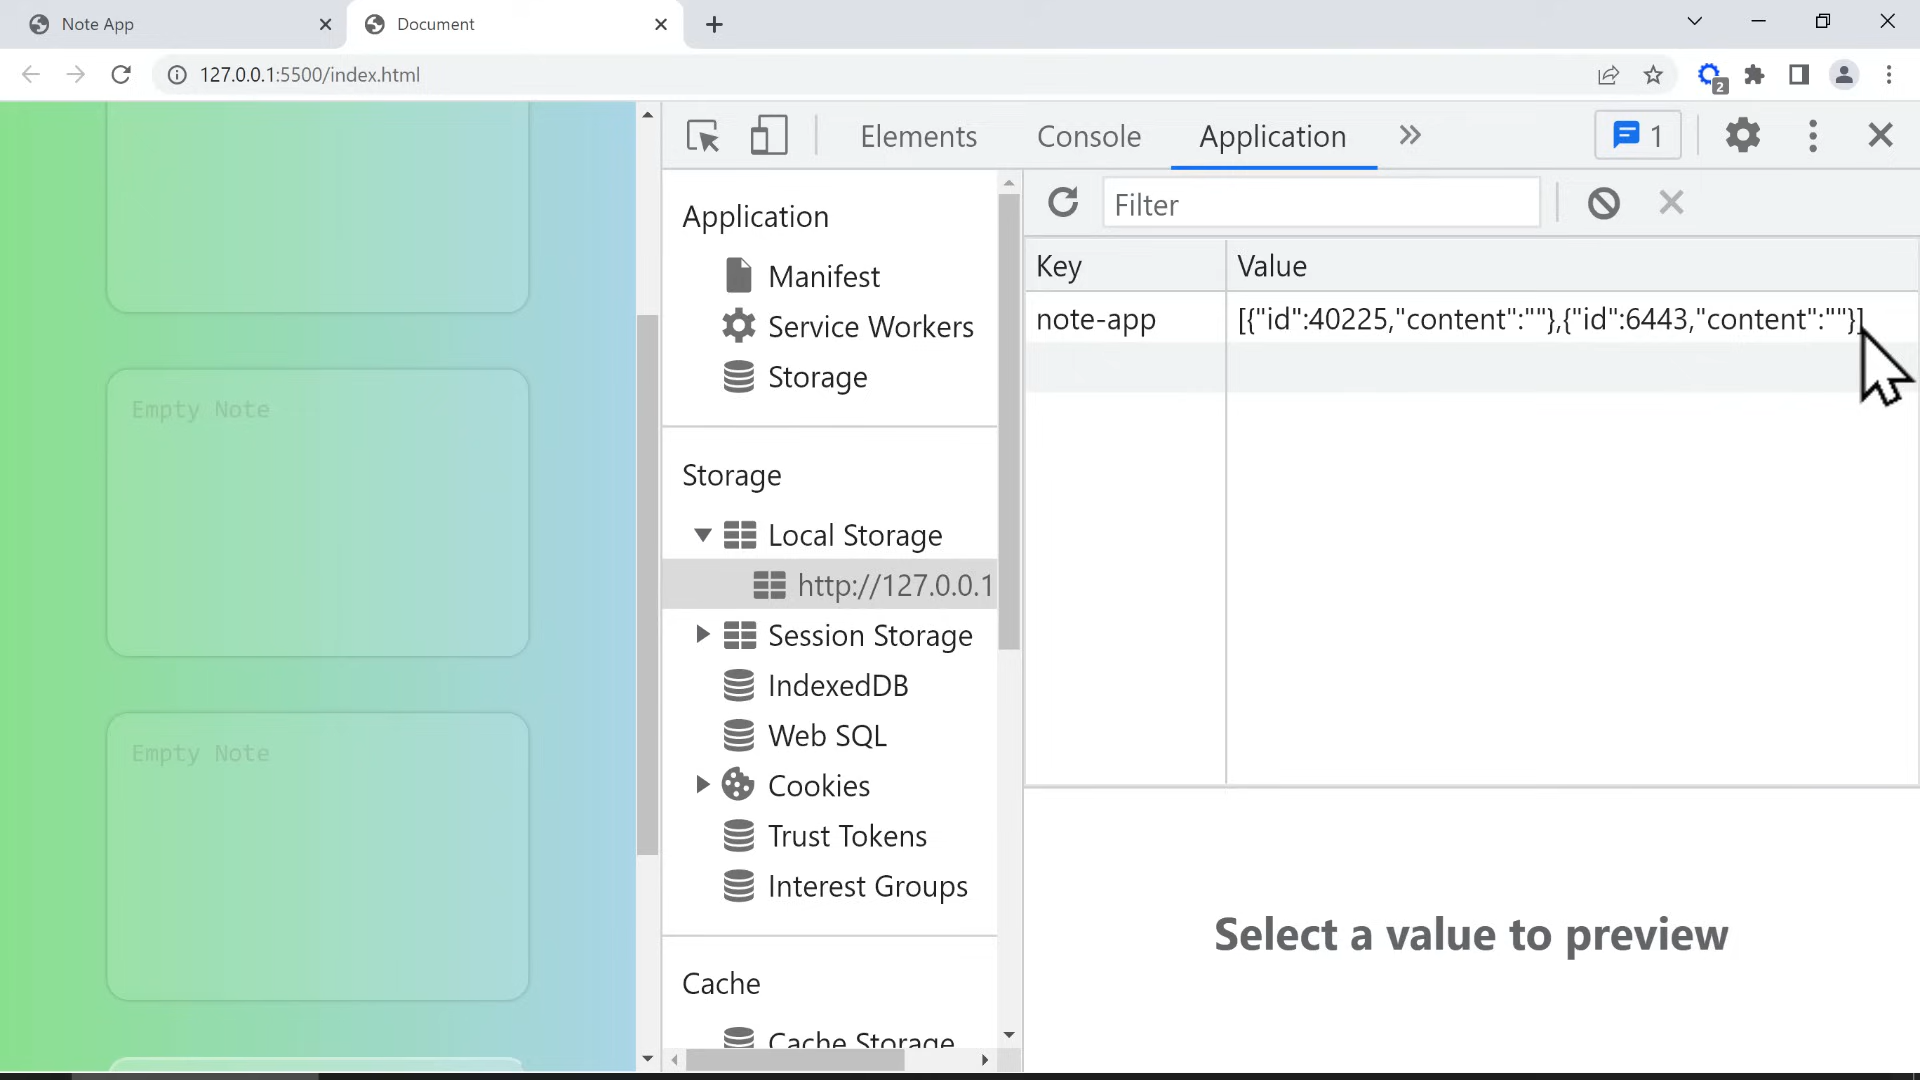 Note App
Document
127.0.0.1:5500/index.html
2
Elements
Console
Application
1
Application
Manifest
Service Workers
Storage
Storage
Local Storage
http://127.0.0.1
Session Storage
IndexedDB
Web SQL
Cookies
Trust Tokens
Interest Groups
Cache
Cache Storage
Filter
Key
Value
note-app
[{"id":40225,"content":""},{"id":6443,"content":""}]
Select a value to preview
Empty Note
Empty Note